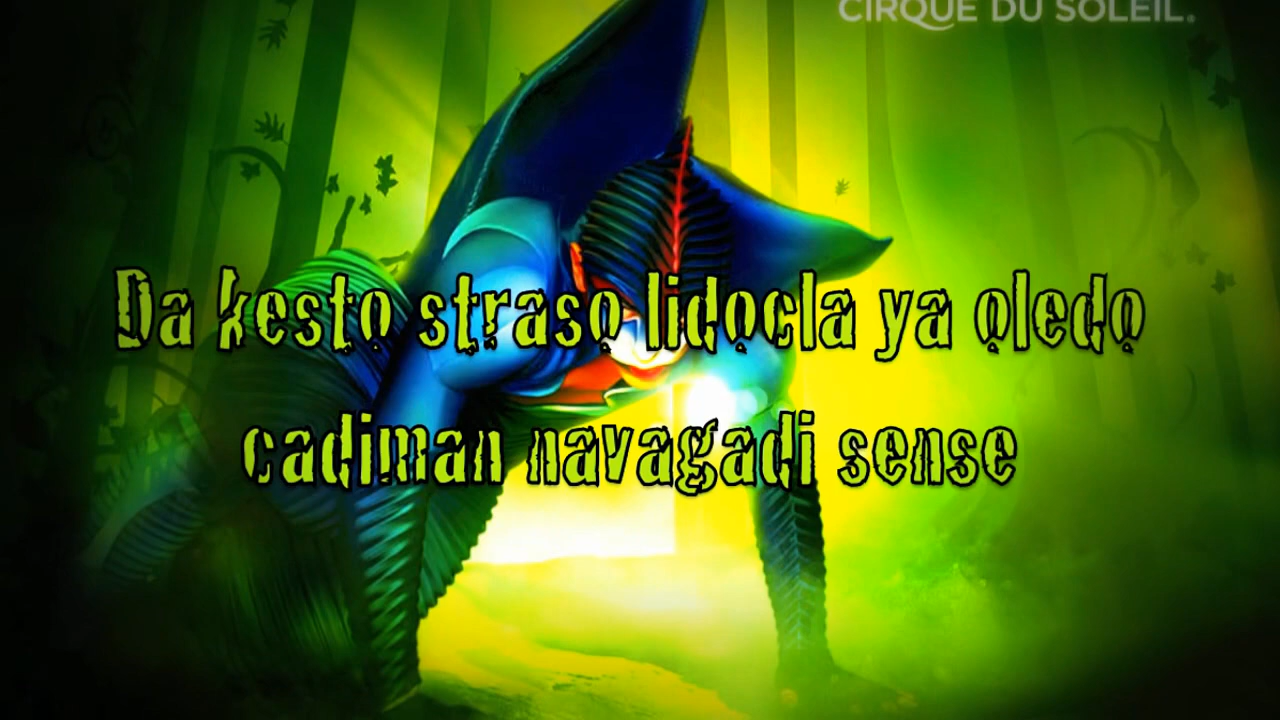 CIRQUE DU SOLEIL.
Da kesto straso lidocla ya oledo
cadiman navagadi sense